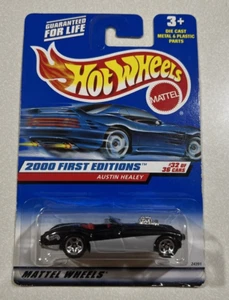 GUARANTEED
FOR LIFE
3+
DIE CAST
METAL & PLASTIC
PARTS
Hot Wheels
MATTEL
2000 FIRST EDITIONS™
#32 OF
36 CARS
AUSTIN HEALEY
MATTEL WHEELS